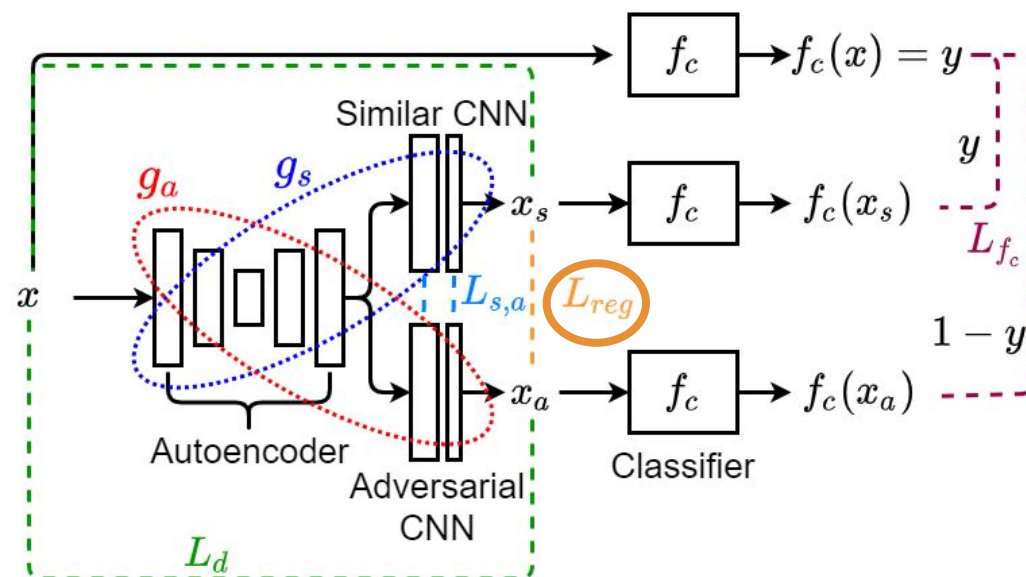 f_c
f_c(x) = y
Similar CNN
y
g_a
g_s
x_s
f_c
f_c(x_s)
L_{f_c}
x
L_{s,a}
L_{reg}
1 − y
x_a
f_c
f_c(x_a)
Autoencoder
Classifier
Adversarial
CNN
L_d